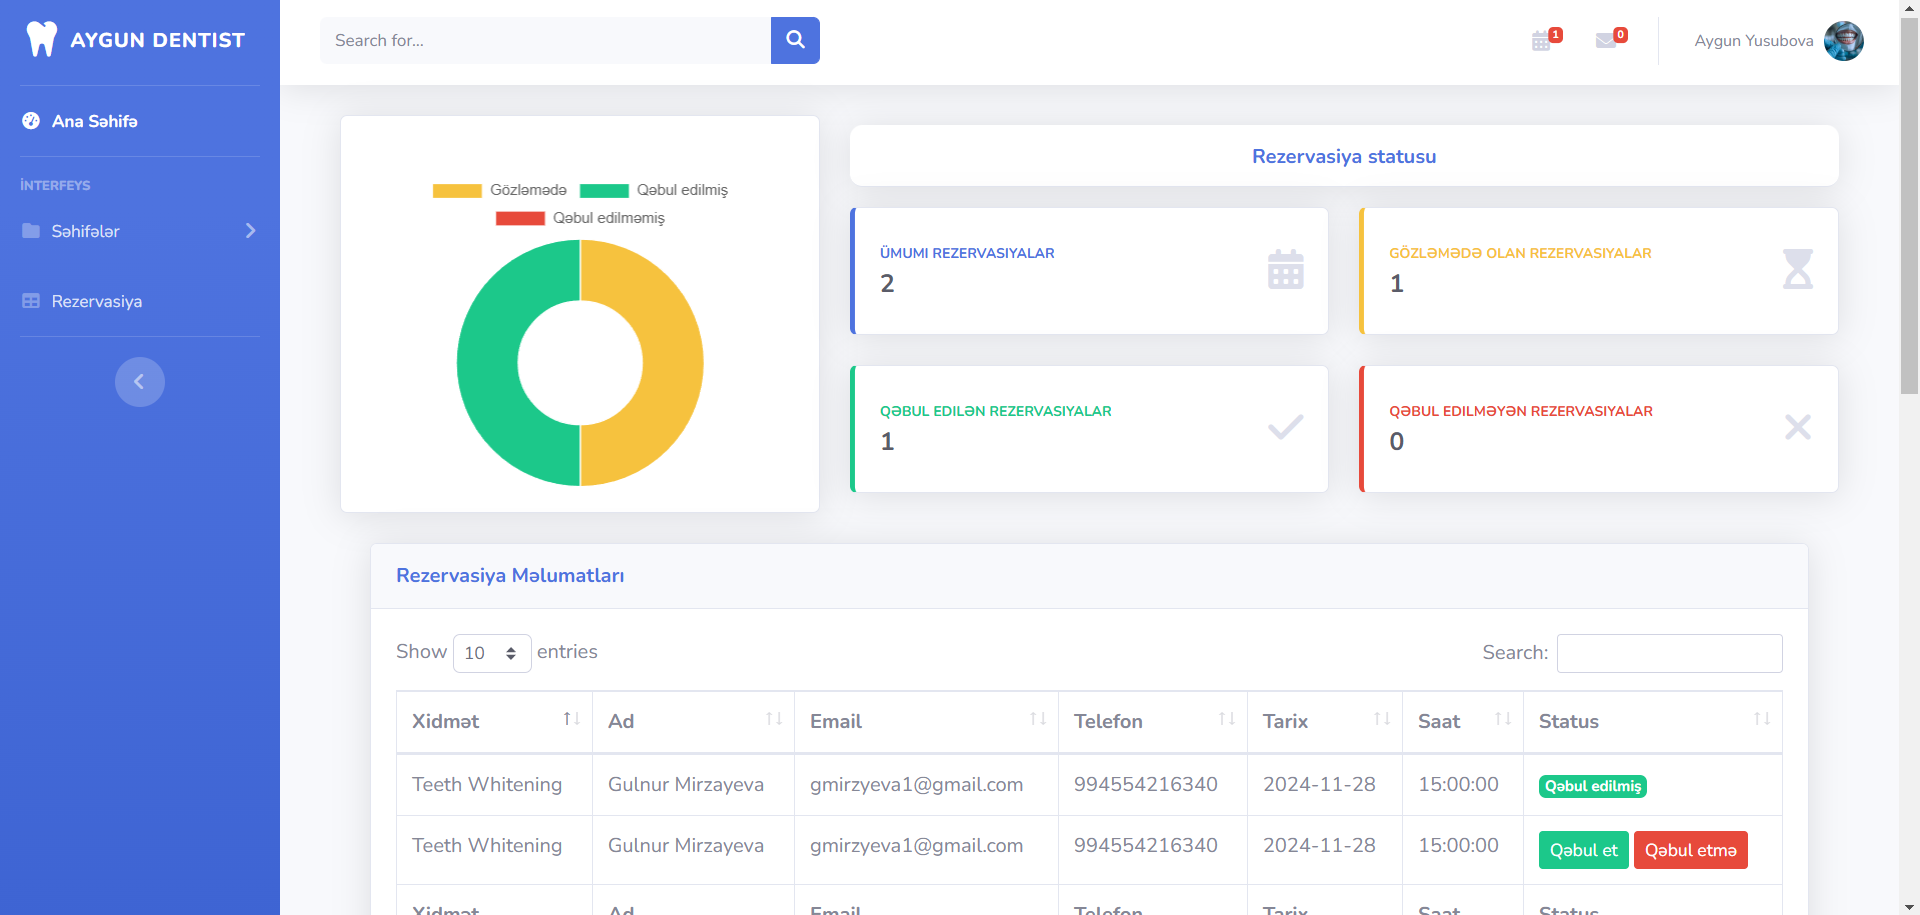 AYGUN DENTIST
Search for...
1
0
Aygun Yusubova
Ana Səhifə
İNTERFEYS
Səhifələr
Rezervasiya
Gözləmədə
Qəbul edilmiş
Qəbul edilməmiş
Rezervasiya statusu
ÜMUMI REZERVASIYALAR
2
GÖZLƏMƏDƏ OLAN REZERVASIYALAR
1
QƏBUL EDILƏN REZERVASIYALAR
1
QƏBUL EDILMƏYƏN REZERVASIYALAR
0
Rezervasiya Məlumatları
Show 10 entries
Search:
Xidmət Ad Email Telefon Tarix Saat Status
Teeth Whitening Gulnur Mirzayeva gmirzyeva1@gmail.com 994554216340 2024-11-28 15:00:00 Qəbul edilmiş
Teeth Whitening Gulnur Mirzayeva gmirzyeva1@gmail.com 994554216340 2024-11-28 15:00:00 Qəbul et Qəbul etmə
Xidmət Ad Email Telefon Tarix Saat Status